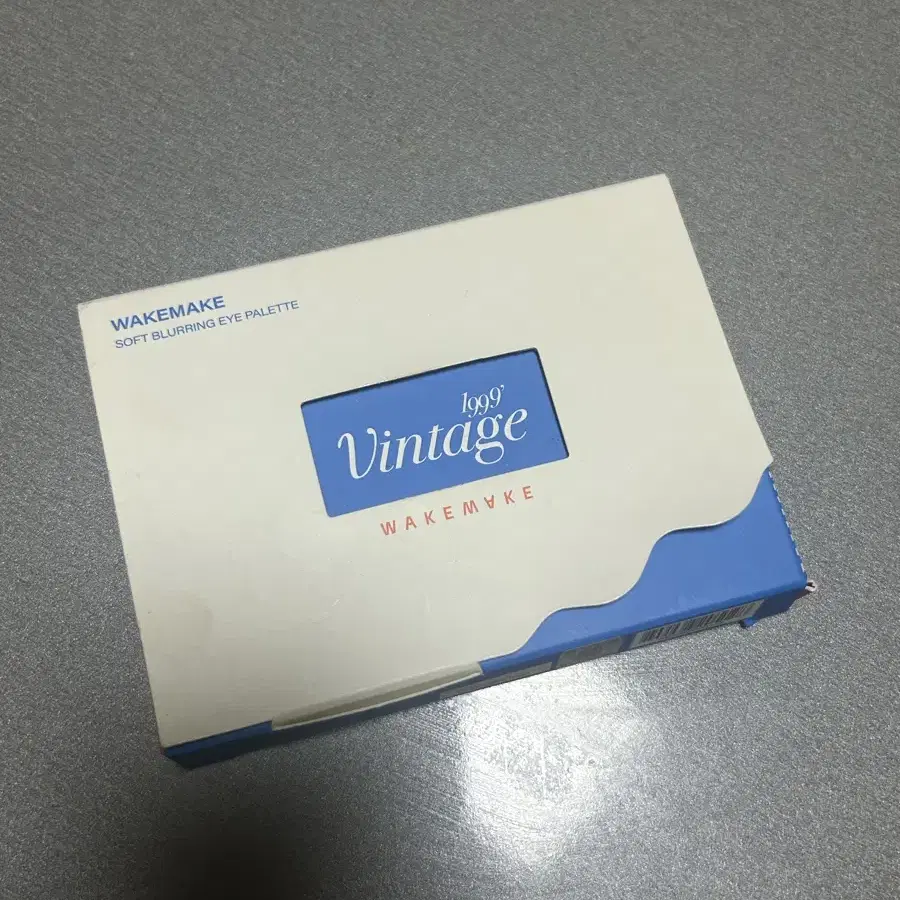 WAKEMAKE
SOFT BLURRING EYE PALETTE
1999'
Vintage
WAKEMAKE